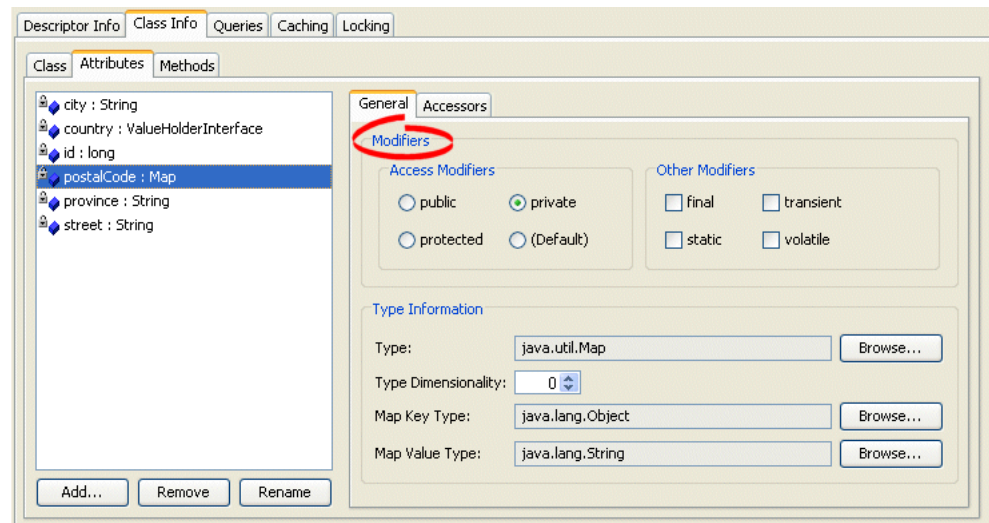 Descriptor Info Class Info Queries Caching Locking
Class Attributes Methods
city : String
country : ValueHolderInterface
id : long
postalCode : Map
province : String
street : String
Add... Remove Rename
General Accessors
Modifiers
Access Modifiers
public private
protected (Default)
Other Modifiers
final transient
static volatile
Type Information
Type: java.util.Map Browse...
Type Dimensionality: 0
Map Key Type: java.lang.Object Browse...
Map Value Type: java.lang.String Browse...